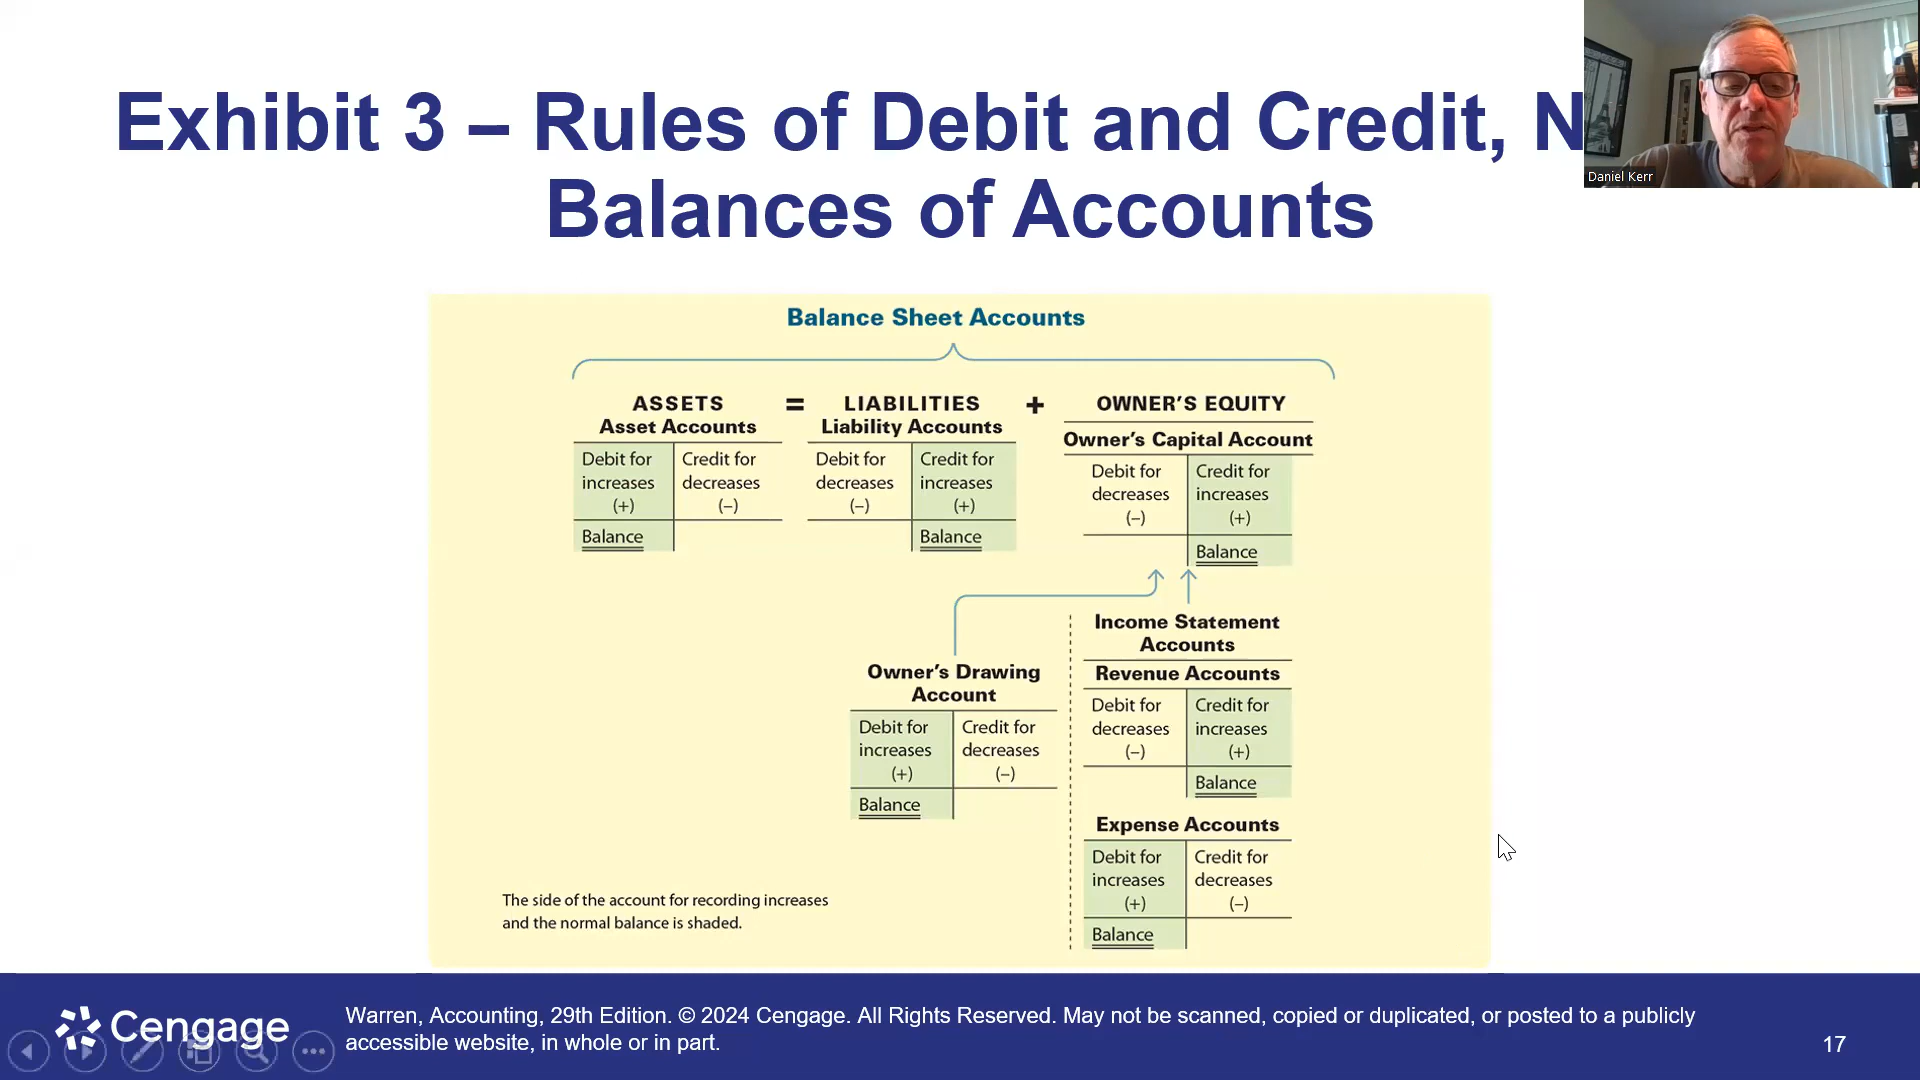 Exhibit 3 – Rules of Debit and Credit, N
Balances of Accounts
Daniel Kerr
Balance Sheet Accounts
ASSETS = LIABILITIES + OWNER'S EQUITY
Asset Accounts
Liability Accounts
Owner's Capital Account
Debit for
increases
(+)
Credit for
decreases
(–)
Balance
Debit for
decreases
(–)
Credit for
increases
(+)
Balance
Debit for
decreases
(–)
Credit for
increases
(+)
Balance
Owner's Drawing
Account
Debit for
increases
(+)
Credit for
decreases
(–)
Balance
Income Statement
Accounts
Revenue Accounts
Debit for
decreases
(–)
Credit for
increases
(+)
Balance
Expense Accounts
Debit for
increases
(+)
Credit for
decreases
(–)
Balance
The side of the account for recording increases
and the normal balance is shaded.
Cengage
Warren, Accounting, 29th Edition. © 2024 Cengage. All Rights Reserved. May not be scanned, copied or duplicated, or posted to a publicly
accessible website, in whole or in part.
17